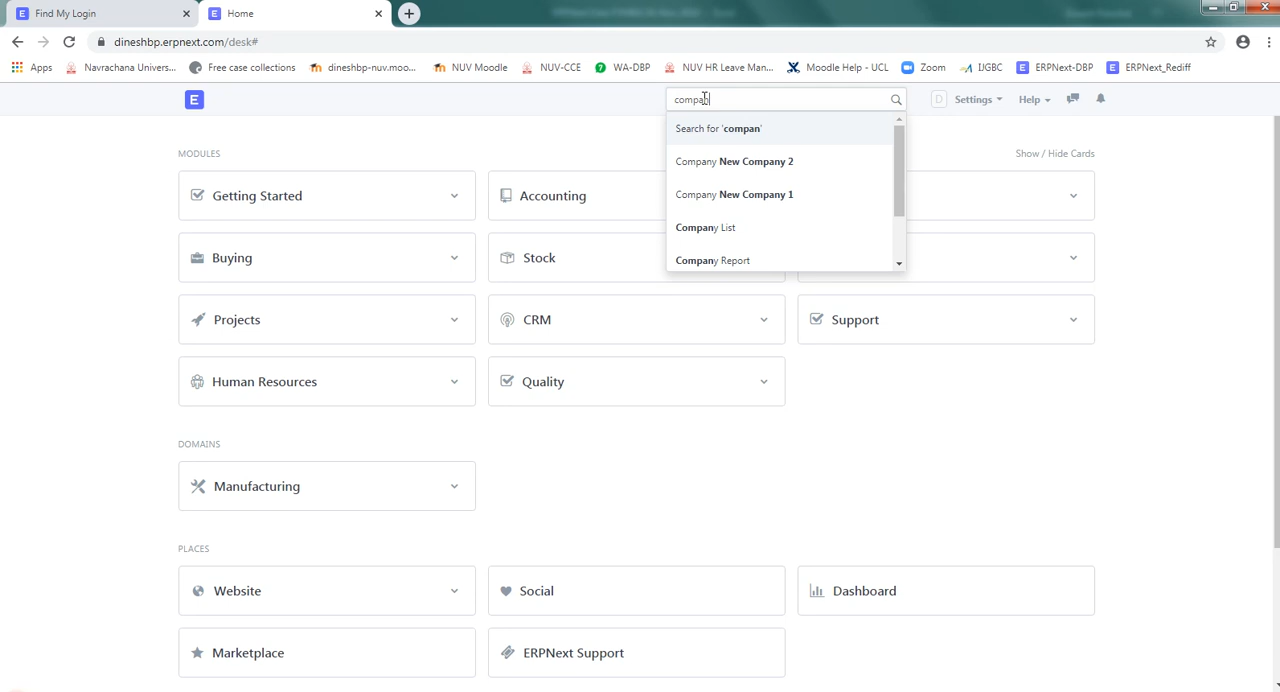 Find My Login
Home
dineshbp.erpnext.com/desk#
Apps Navrachana Univers... Free case collections dineshbp-nuv.moo... NUV Moodle NUV-CCE WA-DBP NUV HR Leave Man... Moodle Help - UCL Zoom IJGBC ERPNext-DBP ERPNext_Rediff
E compan D Settings Help
Search for 'compan'
Company New Company 2
Company New Company 1
Company List
Company Report
MODULES Show / Hide Cards
Getting Started Accounting
Buying Stock
Projects CRM Support
Human Resources Quality
DOMAINS
Manufacturing
PLACES
Website Social Dashboard
Marketplace ERPNext Support